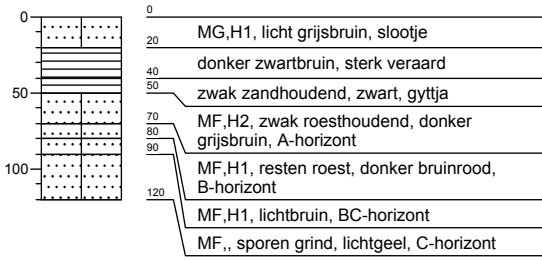 0
50
100
0
MG,H1, licht grijsbruin, slootje
20
donker zwartbruin, sterk veraard
40
50
zwak zandhoudend, zwart, gyttja
70
MF,H2, zwak roesthoudend, donker
grijsbruin, A-horizont
80
MF,H1, resten roest, donker bruinrood,
B-horizont
90
MF,H1, lichtbruin, BC-horizont
120
MF,, sporen grind, lichtgeel, C-horizont